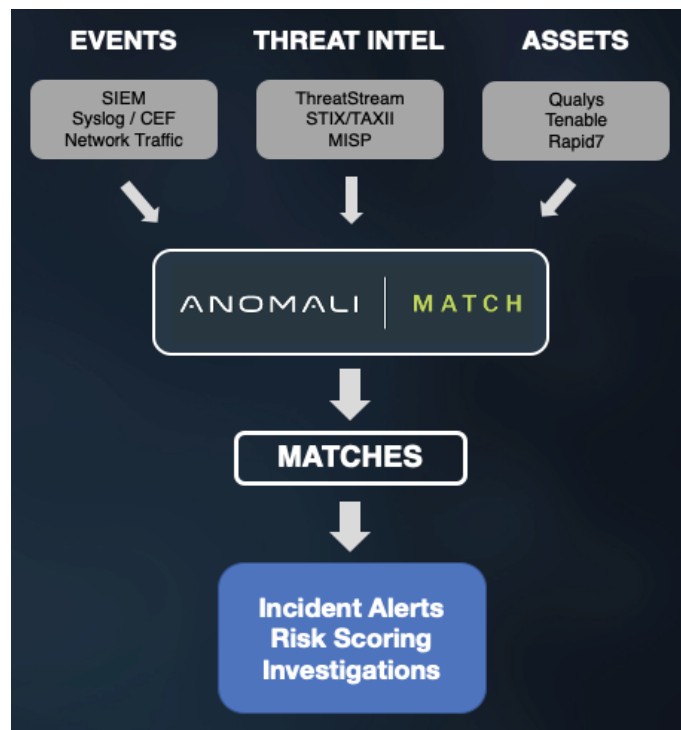 EVENTS
THREAT INTEL
ASSETS
SIEM
Syslog / CEF
Network Traffic
ThreatStream
STIX/TAXII
MISP
Qualys
Tenable
Rapid7
ANOMALI | MATCH
MATCHES
Incident Alerts
Risk Scoring
Investigations